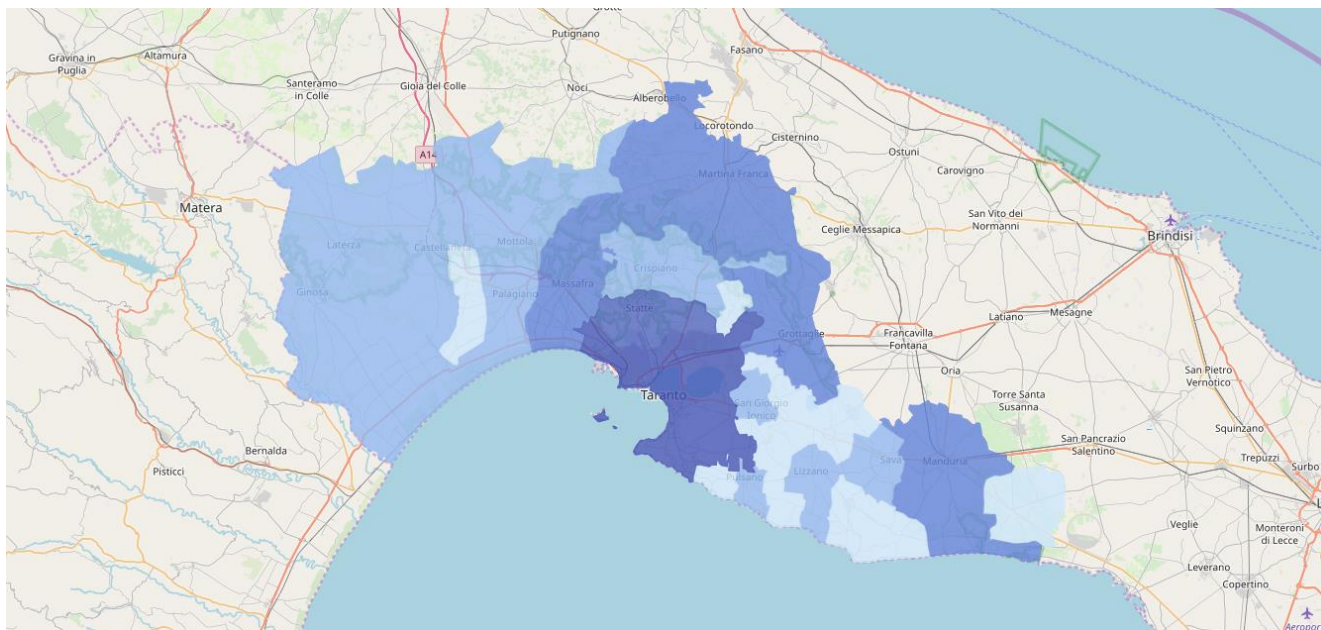 Putignano
Fasano
Gravina in
Puglia
Altamura
Santeramo
in Colle
Gioia del Colle
Noci
Alberobello
Locorotondo
Cisternino
Ostuni
A14
Carovigno
Martina Franca
Matera
San Vito dei
Normanni
Ceglie Messapica
Brindisi
Laterza
Mottola
Crispiano
Ginosa
Palagiano
Massafra
Statte
Latiano
Mesagne
Grottaglie
Francavilla
Fontana
Oria
San Pietro
Vernotico
Taranto
San Giorgio
Ionico
Torre Santa
Susanna
Squinzano
Bernalda
San Pancrazio
Salentino
Trepuzzi
Surbo
Pisticci
Pulsano
Lizzano
Sava
Manduria
Veglie
Monteroni
di Lecce
Leverano
Copertino